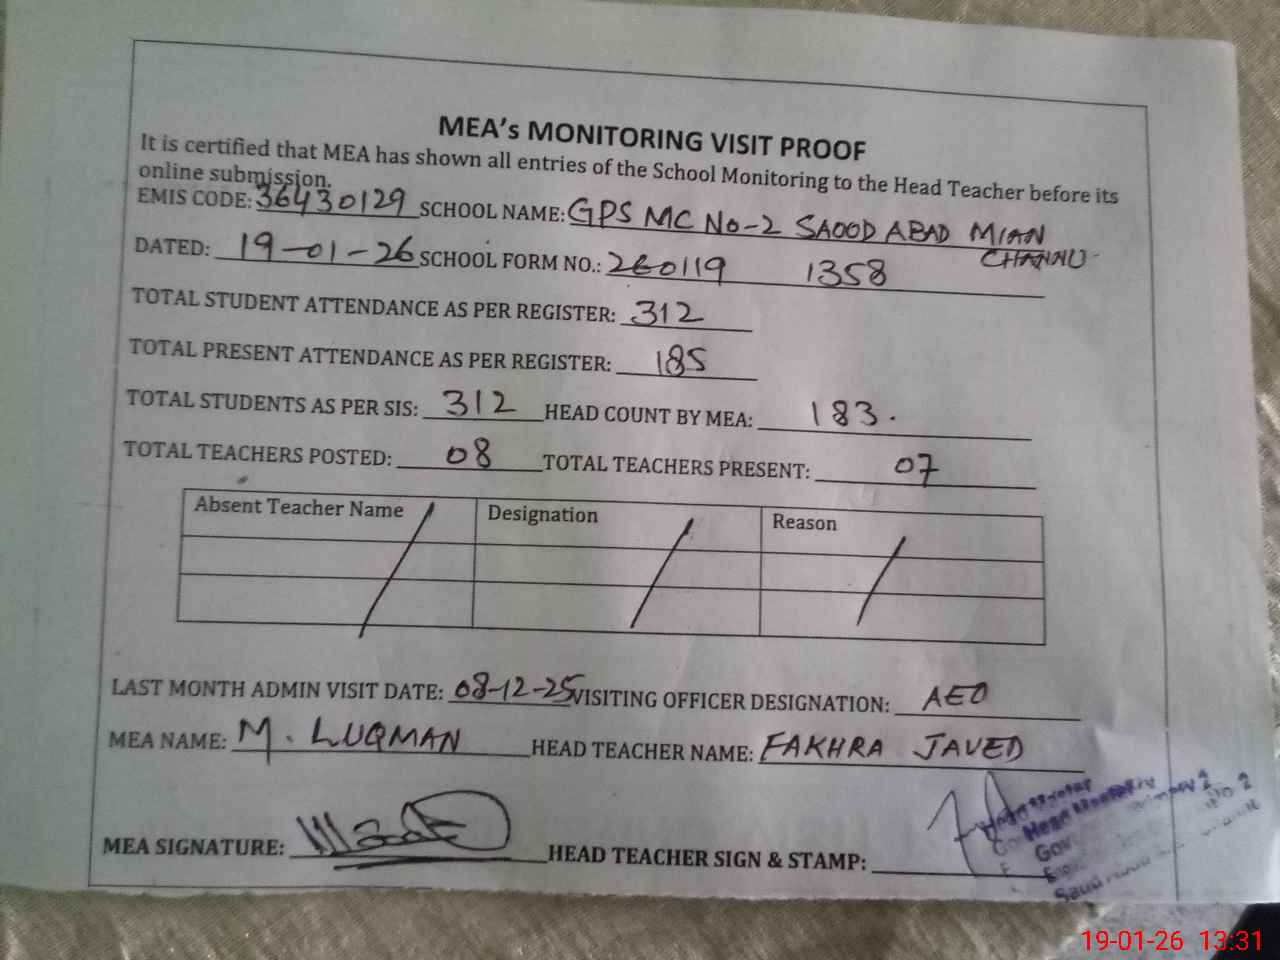 MEA's MONITORING VISIT PROOF
It is certified that MEA has shown all entries of the School Monitoring to the Head Teacher before its
online submission.
EMIS CODE: 36430129 SCHOOL NAME: GPS MC No-2 SAOOD ABAD MIAN
CHANNU-
DATED: 19-01-26 SCHOOL FORM NO.: 260119 1358
TOTAL STUDENT ATTENDANCE AS PER REGISTER: 312
TOTAL PRESENT ATTENDANCE AS PER REGISTER: 185
TOTAL STUDENTS AS PER SIS: 312 HEAD COUNT BY MEA: 183.
TOTAL TEACHERS POSTED: 08 TOTAL TEACHERS PRESENT: 07
Absent Teacher Name Designation Reason
LAST MONTH ADMIN VISIT DATE: 08-12-25 VISITING OFFICER DESIGNATION: AEO
MEA NAME: M. LUQMAN HEAD TEACHER NAME: FAKHRA JAVED
MEA SIGNATURE: HEAD TEACHER SIGN & STAMP:
Head
Gov
19-01-26 13:31